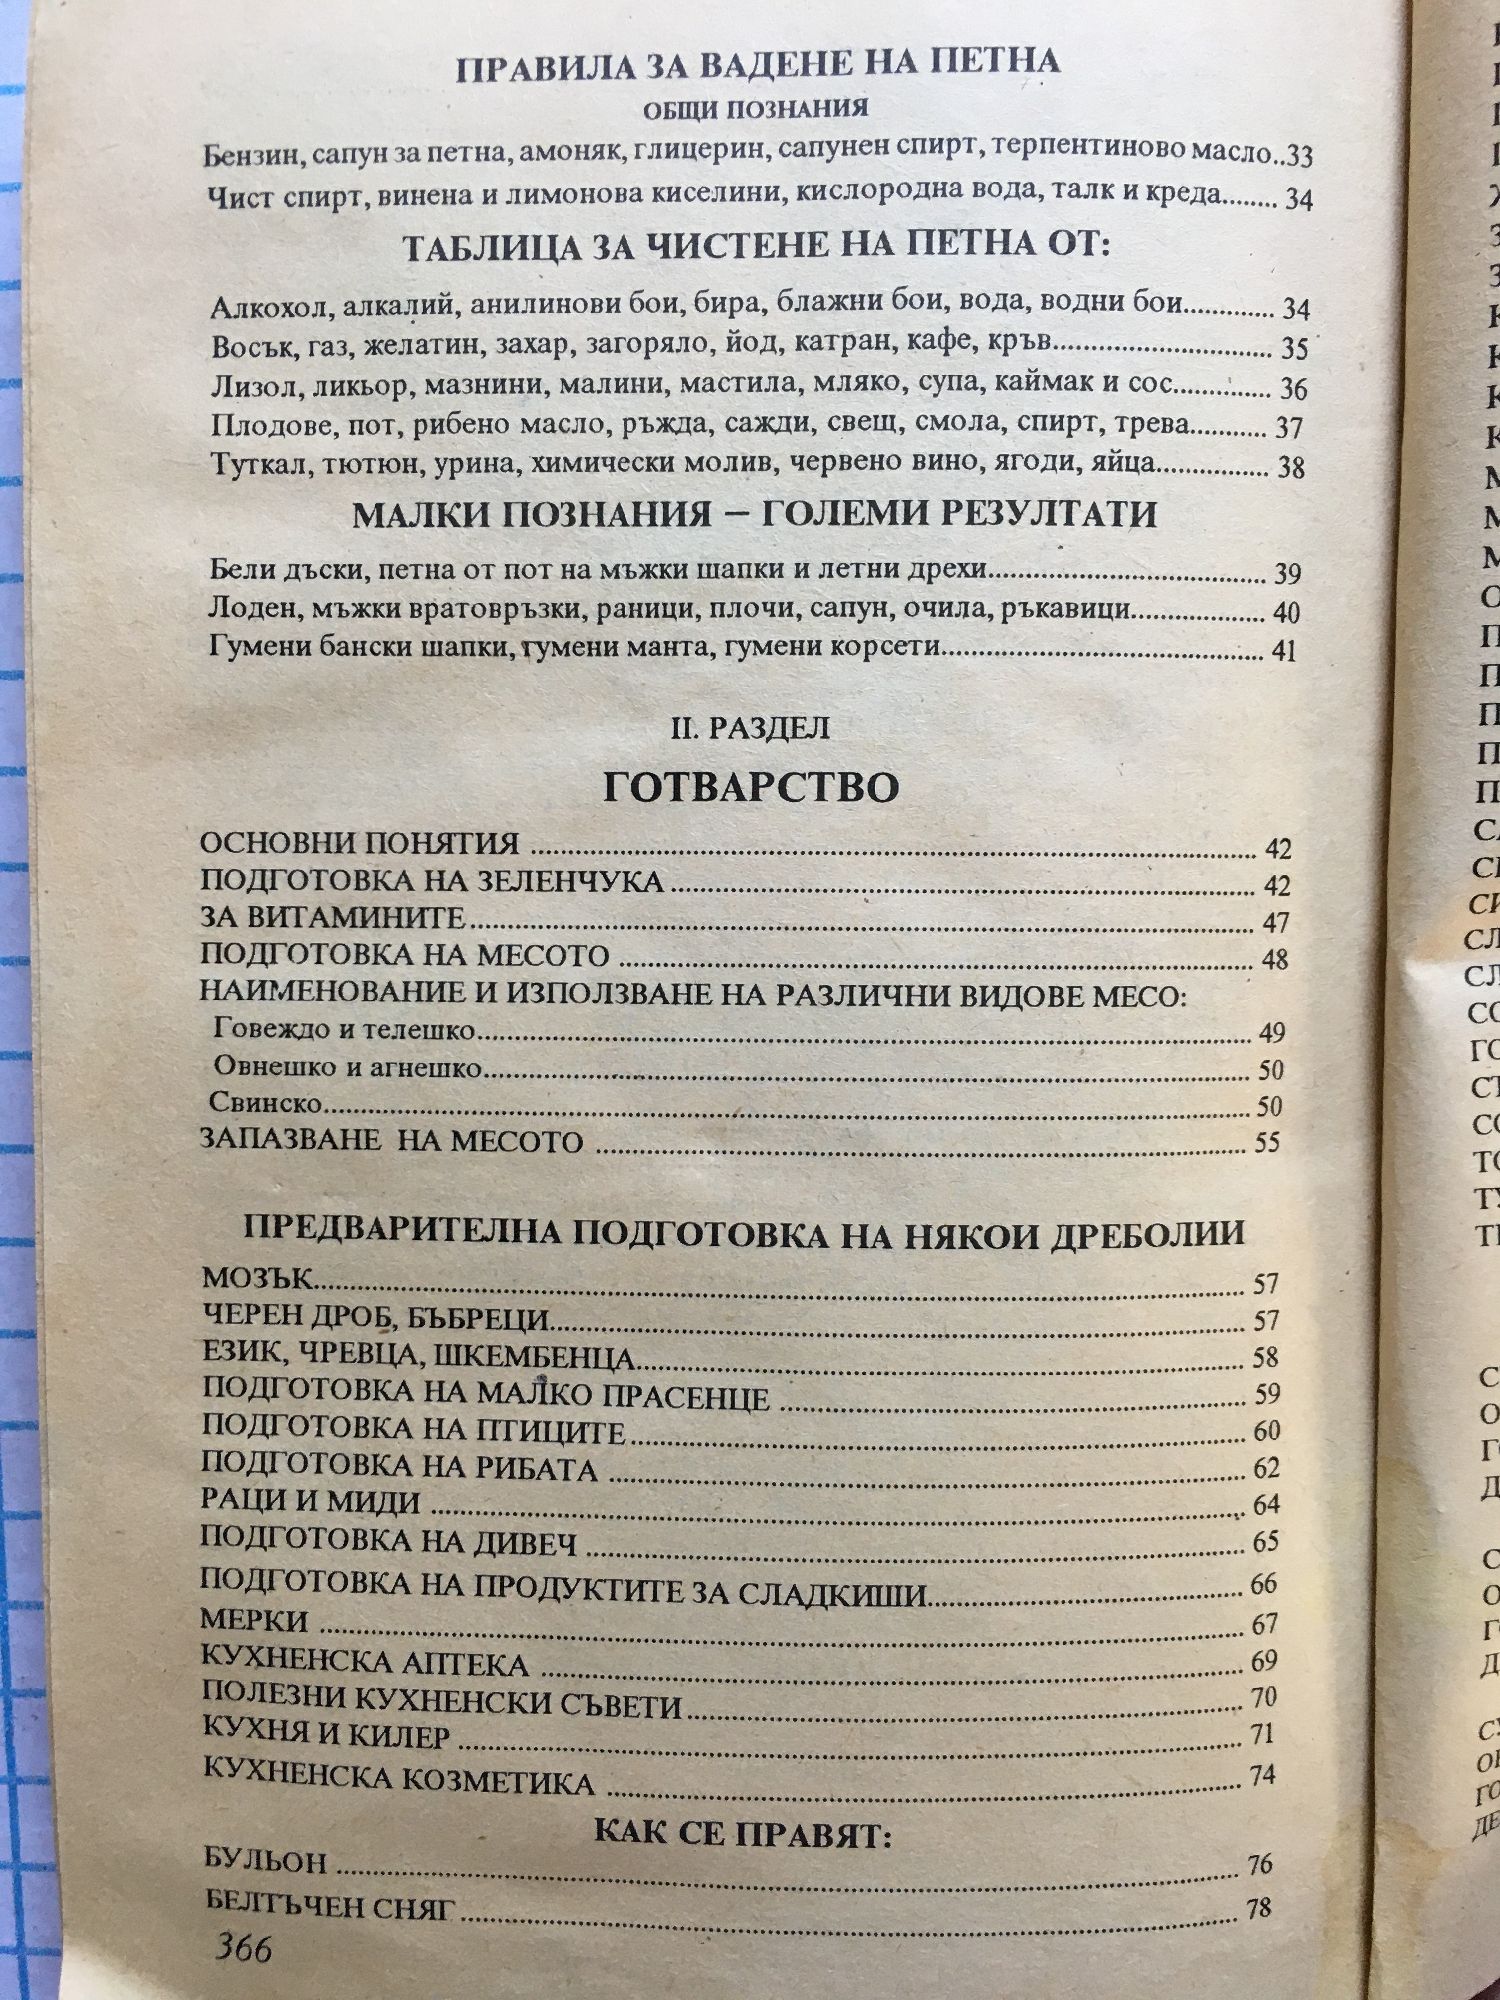 ПРАВИЛА ЗА ВАДЕНЕ НА ПЕТНА
ОБЩИ ПОЗНАНИЯ
Бензин, сапун за петна, амоняк, глицерин, сапунен спирт, терпентиново масло..33
Чист спирт, винена и лимонова киселини, кислородна вода, талк и креда........ 34
ТАБЛИЦА ЗА ЧИСТЕНЕ НА ПЕТНА ОТ:
Алкохол, алкалий, анилинови бои, бира, блажни бои, вода, водни бои............. 34
Восък, газ, желатин, захар, загоряло, йод, катран, кафе, кръв............................... 35
Лизол, ликьор, мазнини, малини, мастила, мляко, супа, каймак и сос.............. 36
Плодове, пот, рибено масло, ръжда, сажди, свещ, смола, спирт, трева........... 37
Туткал, тютюн, урина, химически молив, червено вино, ягоди, яйца................ 38
МАЛКИ ПОЗНАНИЯ – ГОЛЕМИ РЕЗУЛТАТИ
Бели дъски, петна от пот на мъжки шапки и летни дрехи....................................... 39
Лоден, мъжки вратовръзки, раници, плочи, сапун, очила, ръкавици................... 40
Гумени бански шапки, гумени манта, гумени корсети.............................................. 41
II. РАЗДЕЛ
ГОТВАРСТВО
ОСНОВНИ ПОНЯТИЯ .................... 42
ПОДГОТОВКА НА ЗЕЛЕНЧУКА .................... 42
ЗА ВИТАМИНИТЕ.................... 47
ПОДГОТОВКА НА МЕСОТО .................... 48
НАИМЕНОВАНИЕ И ИЗПОЛЗВАНЕ НА РАЗЛИЧНИ ВИДОВЕ МЕСО:
Говеждо и телешко.................... 49
Овнешко и агнешко.................... 50
Свинско.................... 50
ЗАПАЗВАНЕ НА МЕСОТО .................... 55
ПРЕДВАРИТЕЛНА ПОДГОТОВКА НА НЯКОИ ДРЕБОЛИИ
МОЗЪК.................... 57
ЧЕРЕН ДРОБ, БЪБРЕЦИ.................... 57
ЕЗИК, ЧРЕВЦА, ШКЕМБЕНЦА.................... 58
ПОДГОТОВКА НА МАЛКО ПРАСЕНЦЕ .................... 59
ПОДГОТОВКА НА ПТИЦИТЕ.................... 60
ПОДГОТОВКА НА РИБАТА .................... 62
РАЦИ И МИДИ .................... 64
ПОДГОТОВКА НА ДИВЕЧ .................... 65
ПОДГОТОВКА НА ПРОДУКТИТЕ ЗА СЛАДКИШИ.................... 66
МЕРКИ .................... 67
КУХНЕНСКА АПТЕКА .................... 69
ПОЛЕЗНИ КУХНЕНСКИ СЪВЕТИ.................... 70
КУХНЯ И КИЛЕР .................... 71
КУХНЕНСКА КОЗМЕТИКА .................... 74
КАК СЕ ПРАВЯТ:
БУЛЬОН .................... 76
БЕЛТЪЧЕН СНЯГ.................... 78
366